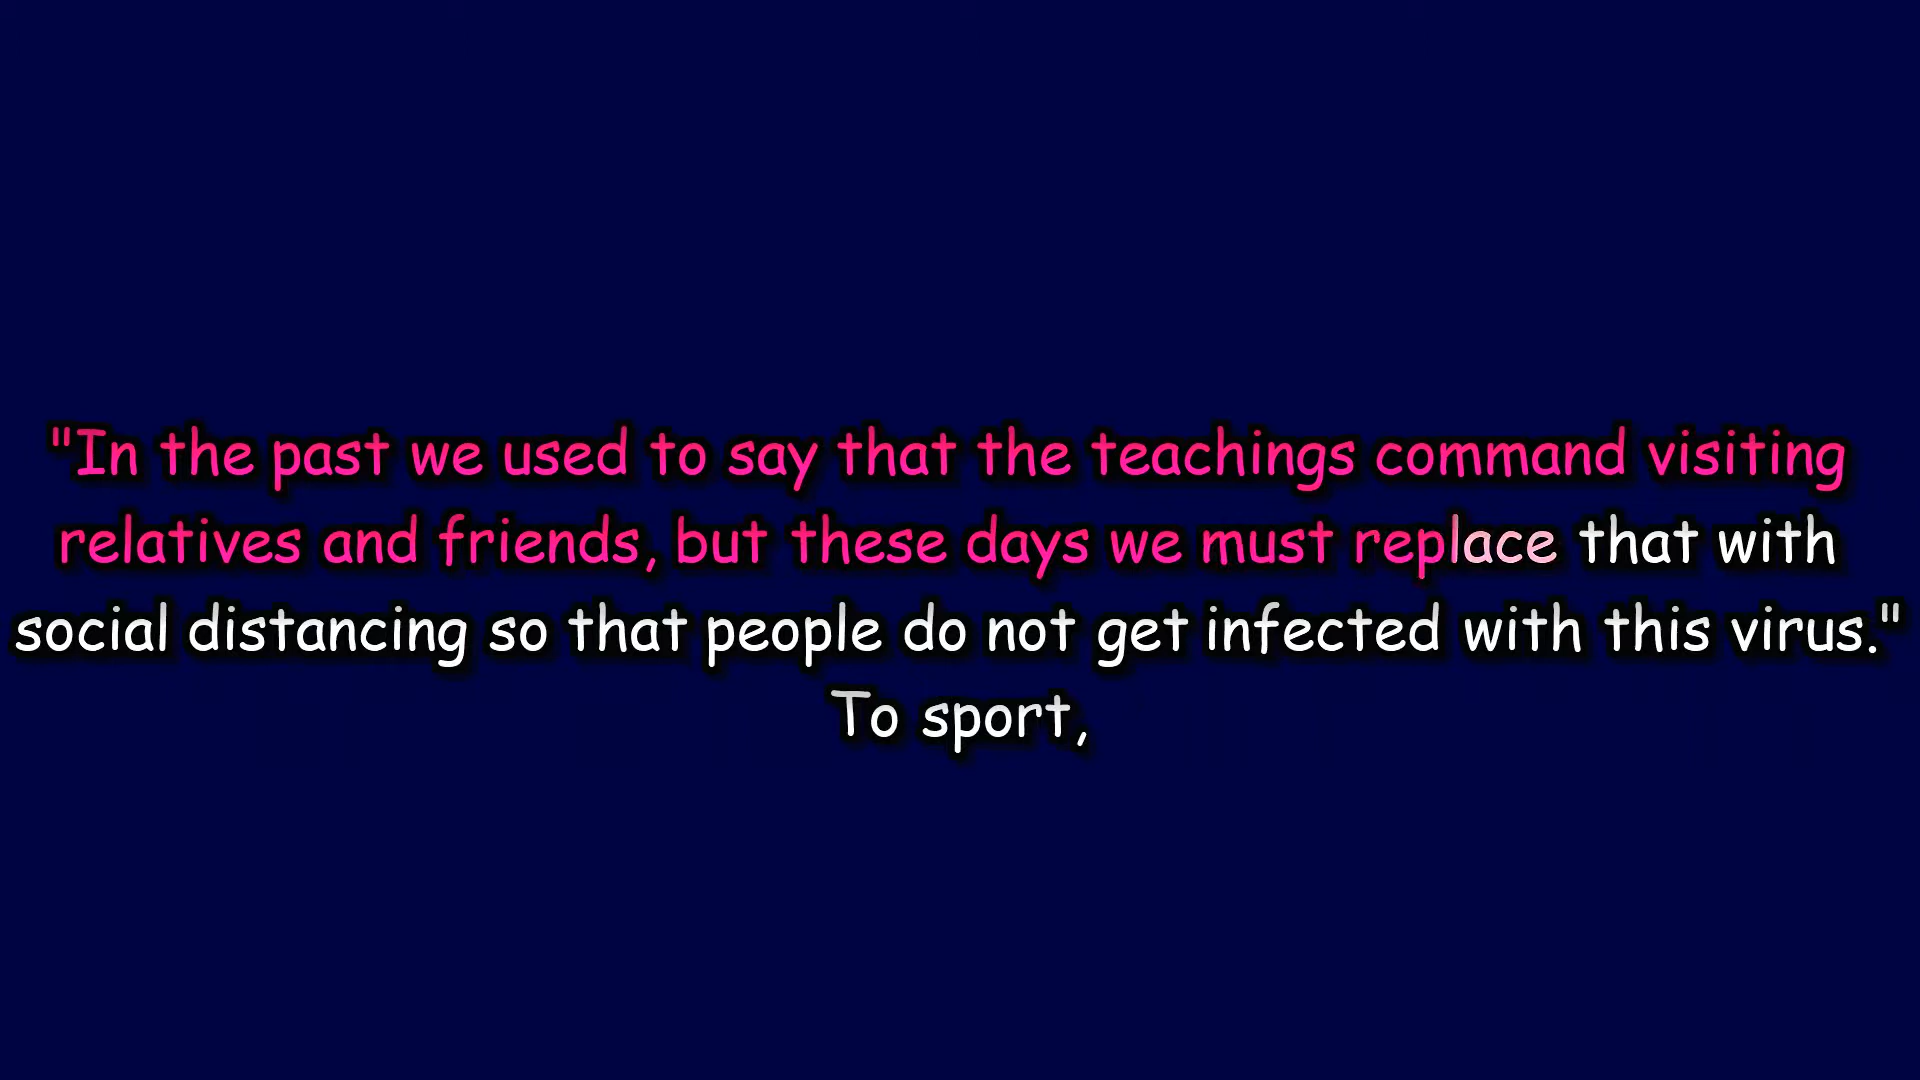 "In the past we used to say that the teachings command visiting
relatives and friends, but these days we must replace that with
social distancing so that people do not get infected with this virus."
To sport,